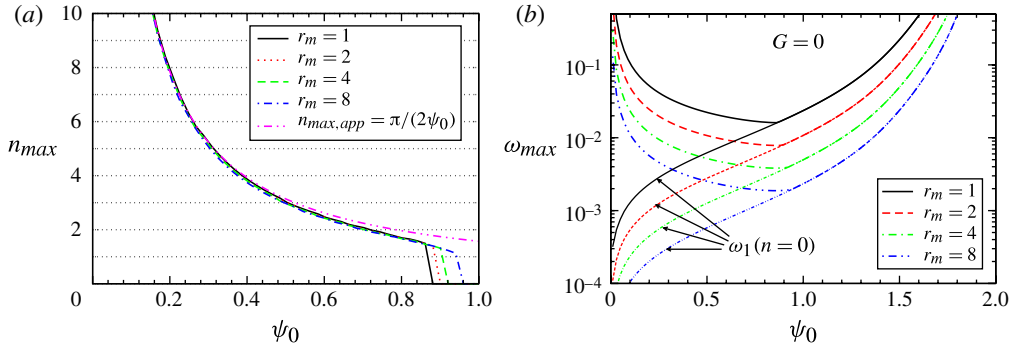 (a)
10
8
6
n_max
4
2
0.2
0.4
0.6
0.8
1.0
ψ₀
r_m = 1
r_m = 2
r_m = 4
r_m = 8
n_max,app = π/(2ψ₀)
(b)
G = 0
10⁻¹
10⁻²
ω_max
10⁻³
10⁻⁴
0
0.5
1.0
1.5
2.0
ψ₀
ω₁(n = 0)
r_m = 1
r_m = 2
r_m = 4
r_m = 8